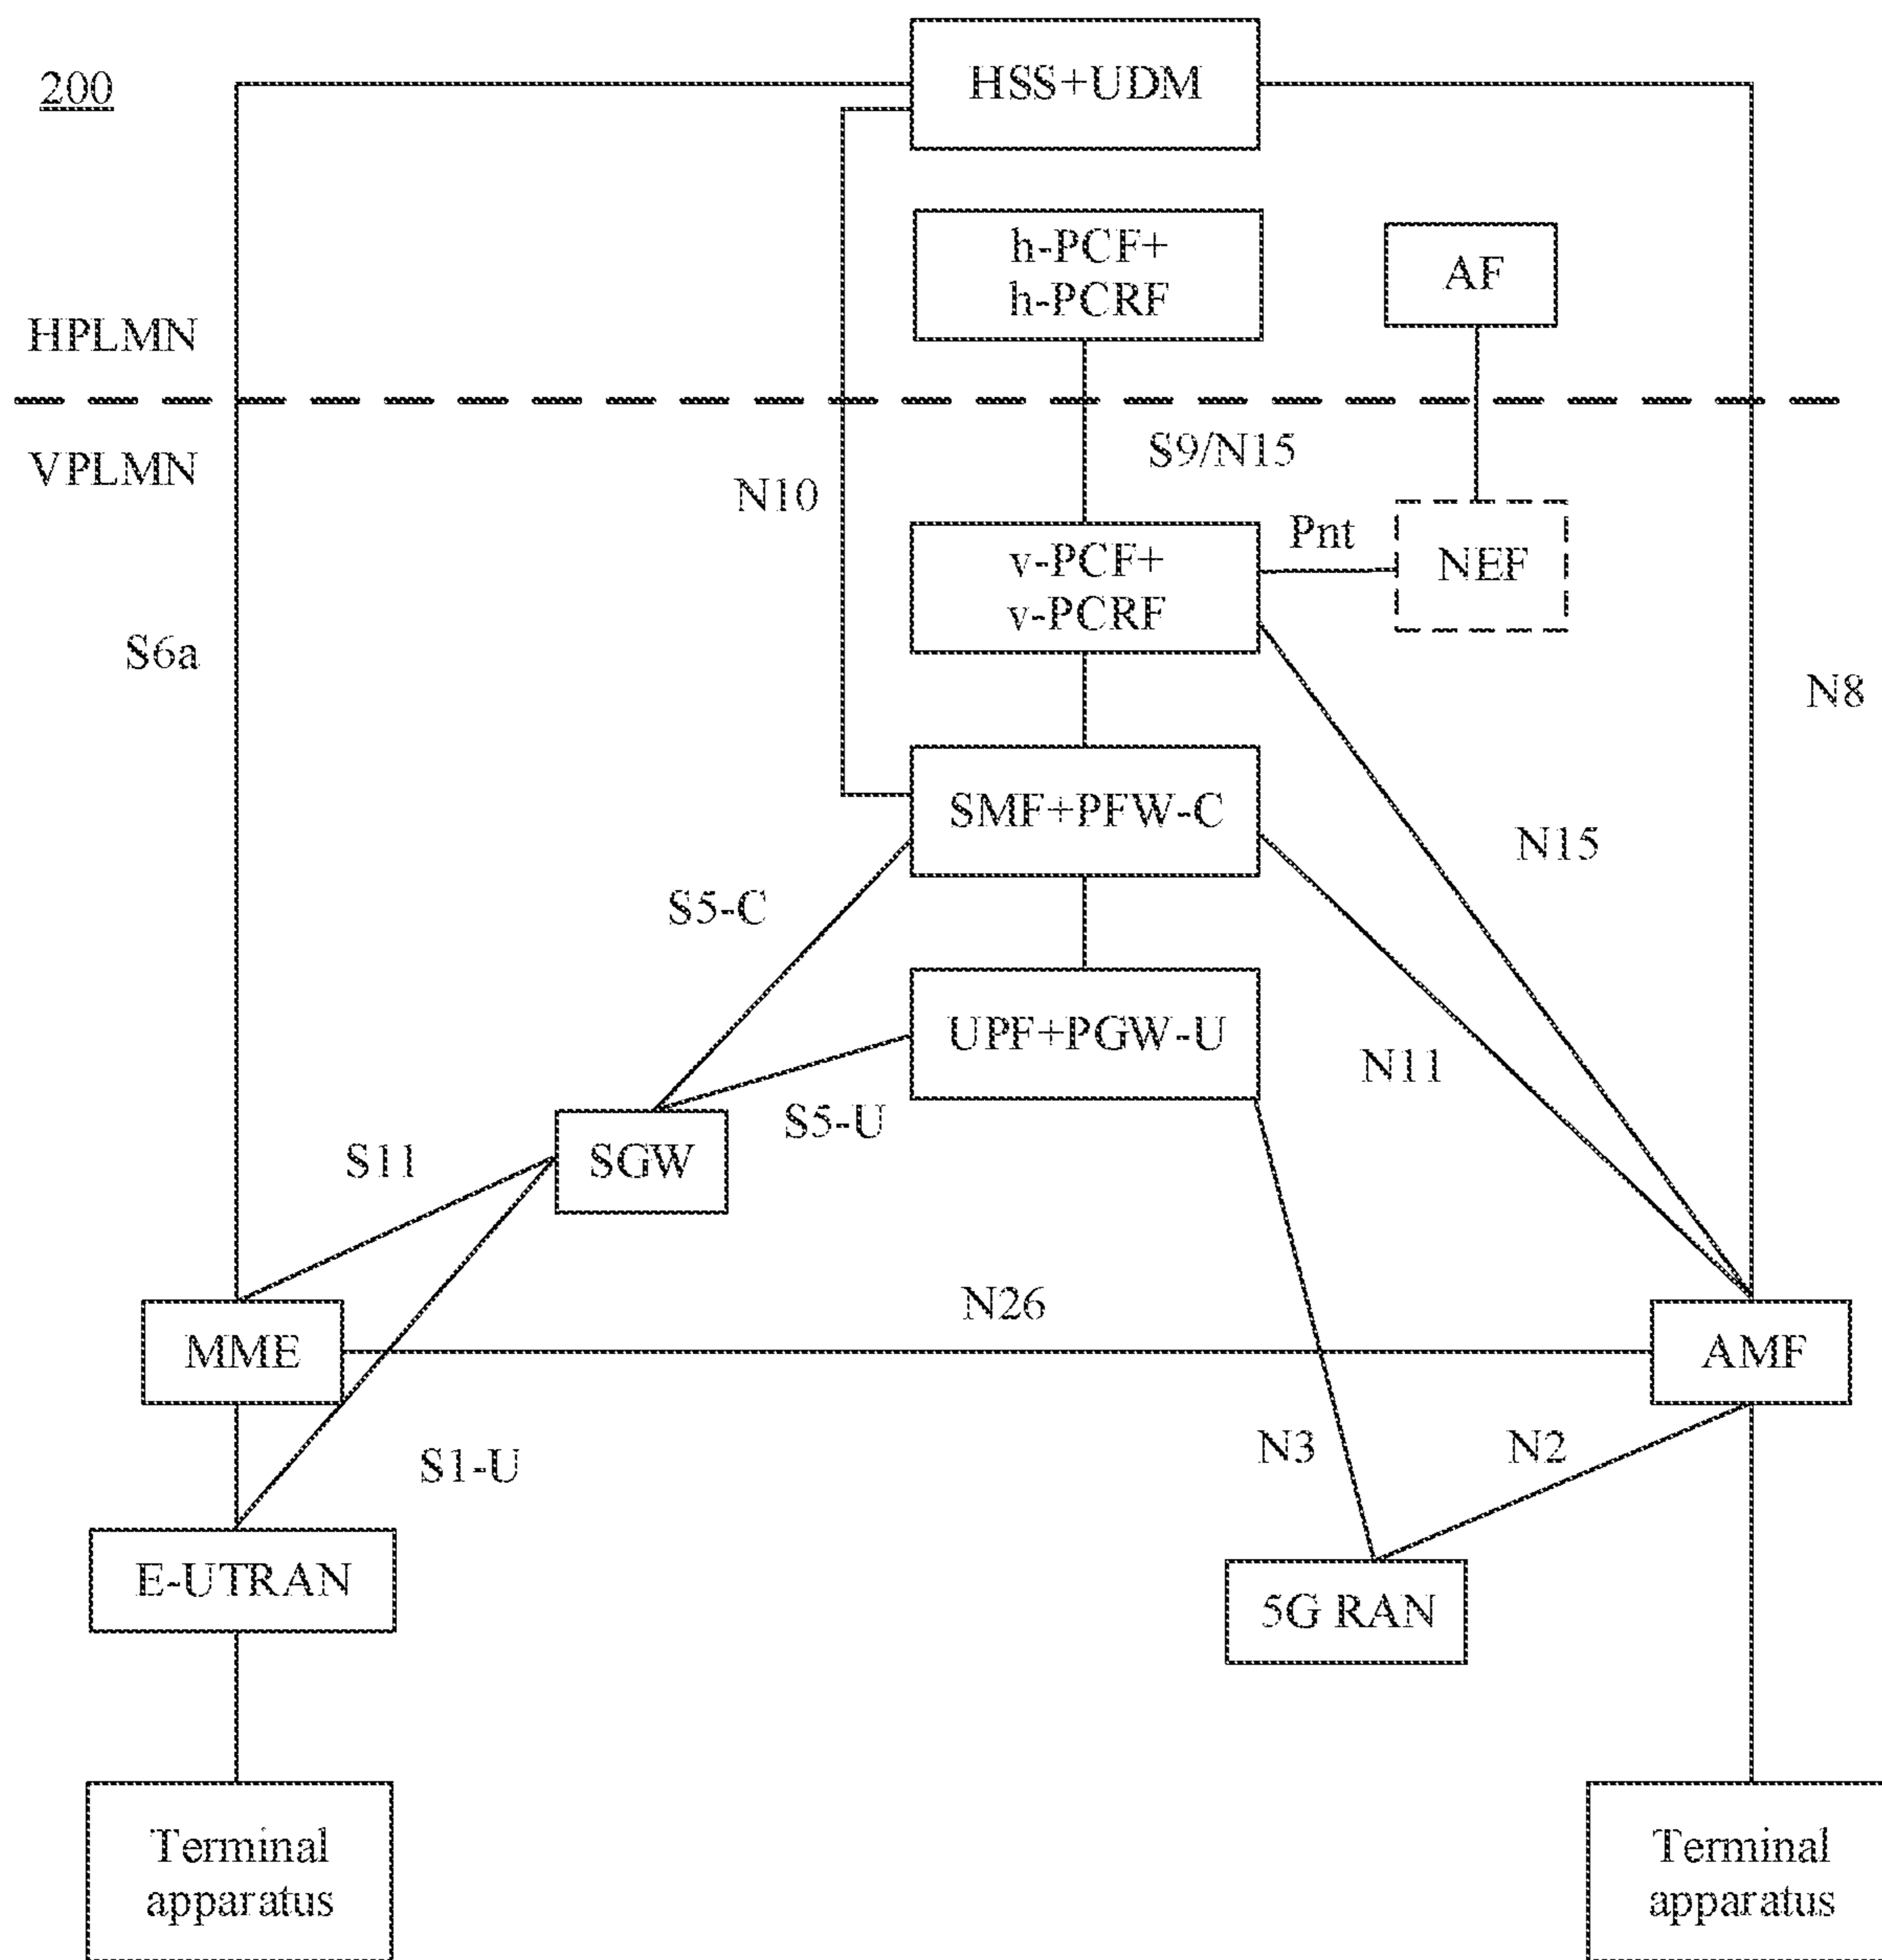 200
HSS+UDM
h-PCF+
h-PCRF
AF
HPLMN
VPLMN
S9/N15
N10
Pnt
v-PCF+
v-PCRF
NEF
S6a
N8
SMF+PFW-C
N15
S5-C
UPF+PGW-U
N11
S5-U
S11
SGW
N26
MME
AMF
S1-U
N3
N2
E-UTRAN
5G RAN
Terminal
apparatus
Terminal
apparatus